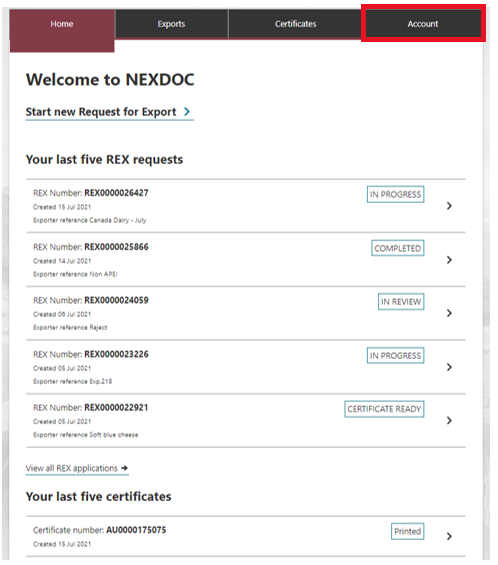 Home Exports Certificates Account
Welcome to NEXDOC
Start new Request for Export
Your last five REX requests
REX Number: REX0000026427 IN PROGRESS
Created 15 Jul 2021
Exporter reference Canada Dairy - July
REX Number: REX0000025866 COMPLETED
Created 14 Jul 2021
Exporter reference Non APEI
REX Number: REX0000024059 IN REVIEW
Created 06 Jul 2021
Exporter reference Reject
REX Number: REX0000023226 IN PROGRESS
Created 05 Jul 2021
Exporter reference Exp.218
REX Number: REX0000022921 CERTIFICATE READY
Created 05 Jul 2021
Exporter reference Soft blue cheese
View all REX applications
Your last five certificates
Certificate number: AU0000175075 Printed
Created 15 Jul 2021